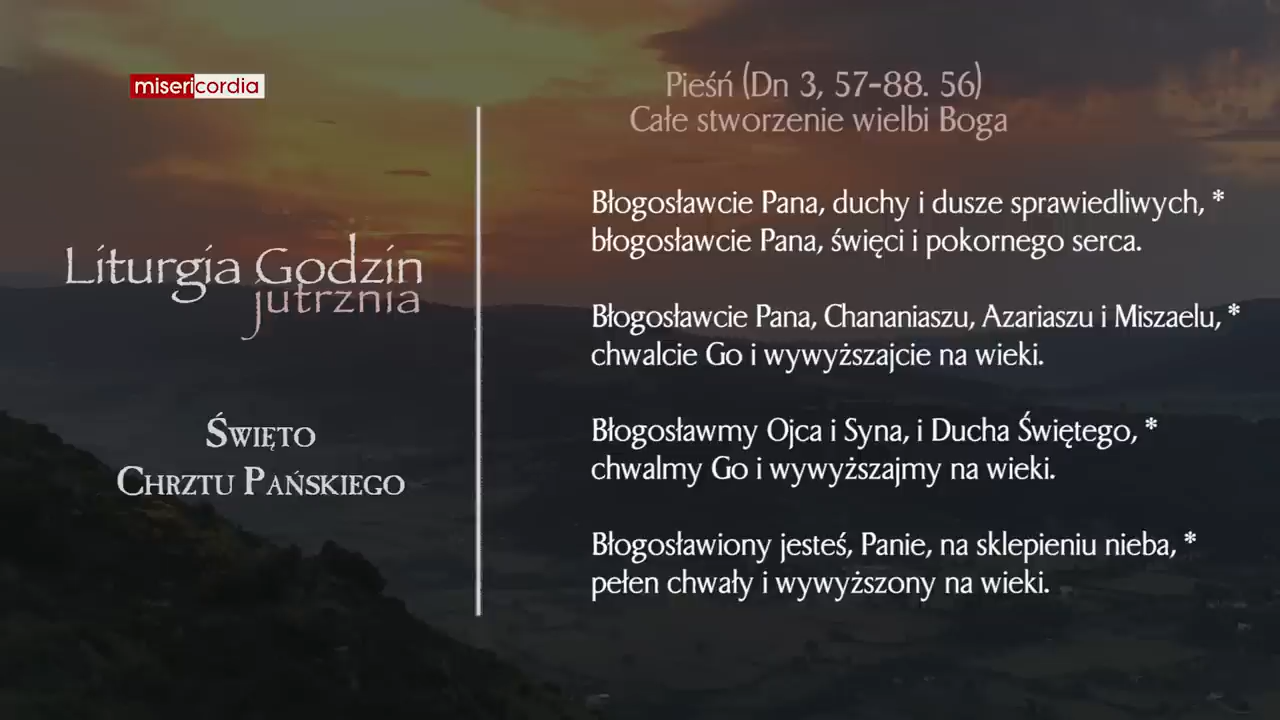 misericordia
Liturgia Godzin
jutrznia
Święto
Chrztu Pańskiego
Pieśń (Dn 3, 57-88. 56)
Całe stworzenie wielbi Boga
Błogosławcie Pana, duchy i dusze sprawiedliwych, *
błogosławcie Pana, święci i pokornego serca.
Błogosławcie Pana, Chananiaszu, Azariaszu i Miszaelu, *
chwalcie Go i wywyższajcie na wieki.
Błogosławmy Ojca i Syna, i Ducha Świętego, *
chwalmy Go i wywyższajmy na wieki.
Błogosławiony jesteś, Panie, na sklepieniu nieba, *
pełen chwały i wywyższony na wieki.